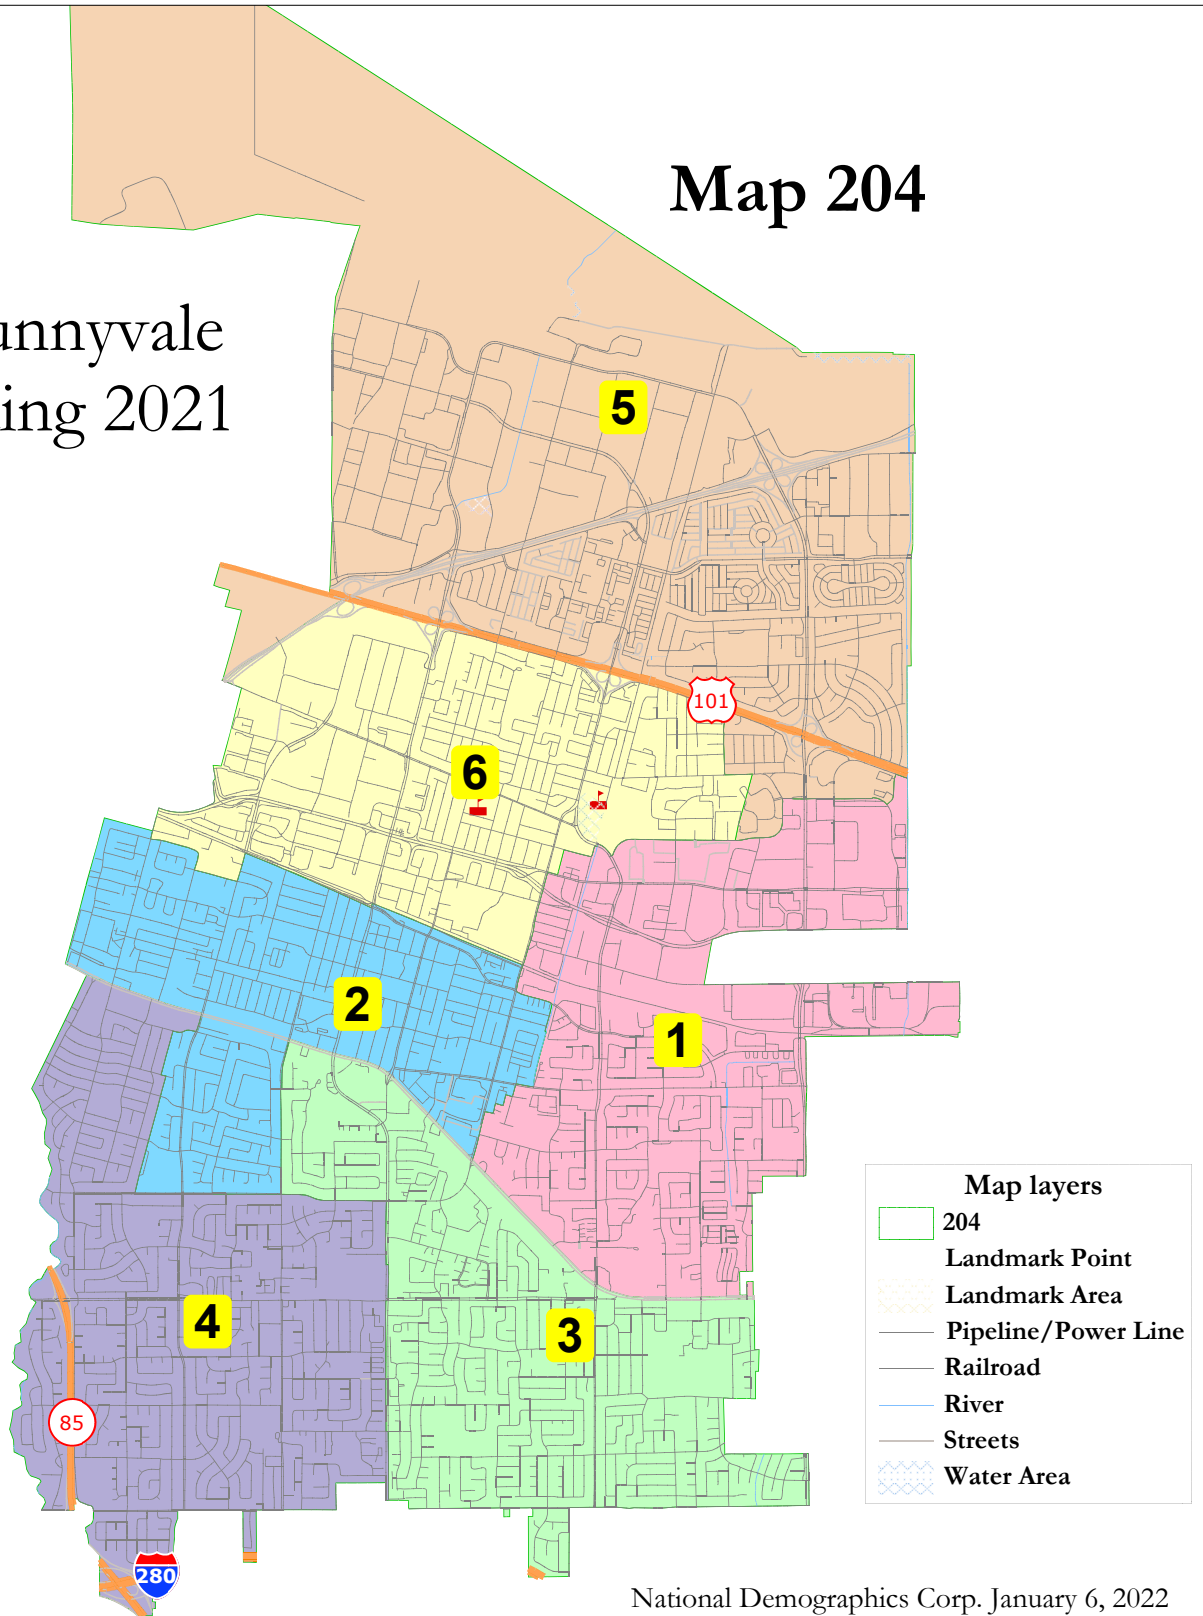 Map 204
unnyvale
ing 2021
5
101
6
2
1
4
3
85
280
Map layers
204
Landmark Point
Landmark Area
Pipeline/Power Line
Railroad
River
Streets
Water Area
National Demographics Corp. January 6, 2022